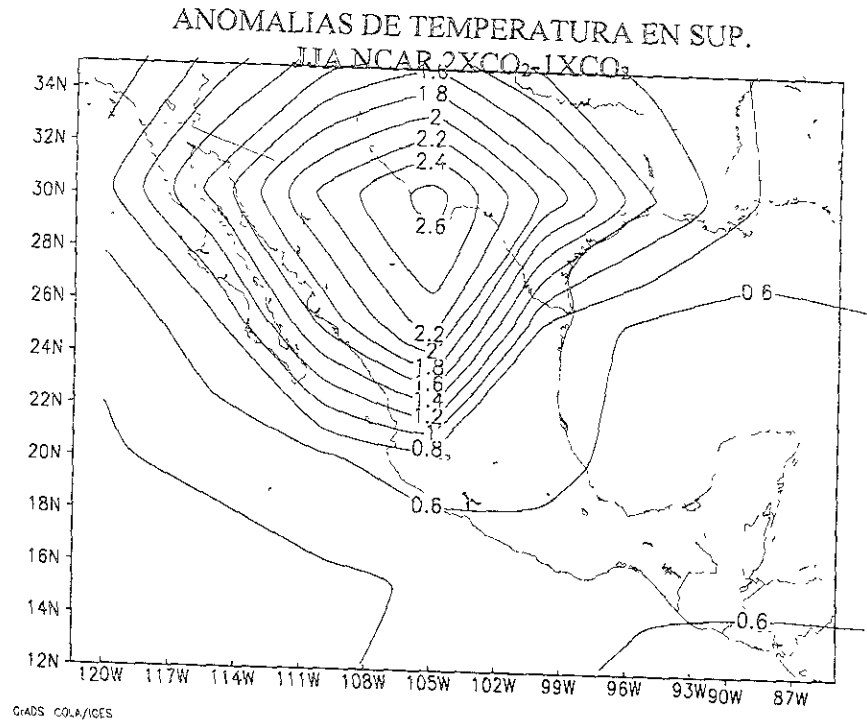 ANOMALIAS DE TEMPERATURA EN SUP.
JJA NCAR 2XCO₂-1XCO₂
34N
32N
30N
28N
26N
24N
22N
20N
18N
16N
14N
12N
1.6
1.8
2
2.2
2.4
2.6
2.2
2
1.8
1.6
1.4
1.2
1
0.8
0.6
0.6
0.6
120W 117W 114W 111W 108W 105W 102W 99W 96W 93W 90W 87W
GrADS COLA/IGES